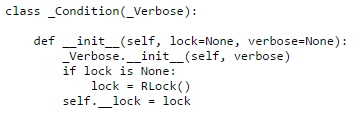 class _Condition(_Verbose):
    def __init__(self, lock=None, verbose=None):
        _Verbose.__init__(self, verbose)
        if lock is None:
            lock = RLock()
        self.__lock = lock